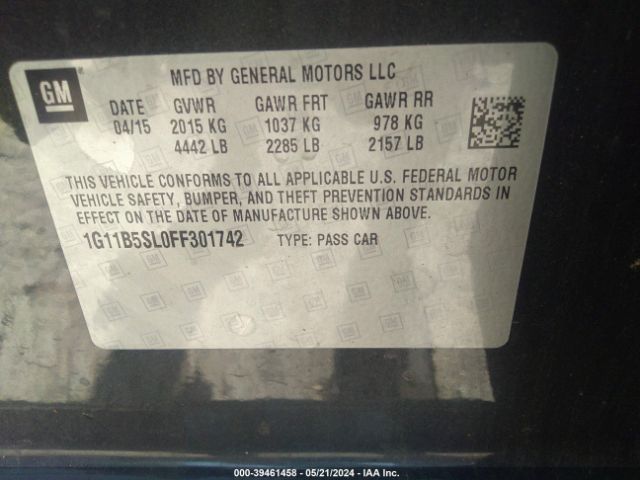 GM
MFD BY GENERAL MOTORS LLC
DATE GVWR GAWR FRT GAWR RR
04/15 2015 KG 1037 KG 978 KG
4442 LB 2285 LB 2157 LB
THIS VEHICLE CONFORMS TO ALL APPLICABLE U.S. FEDERAL MOTOR
VEHICLE SAFETY, BUMPER, AND THEFT PREVENTION STANDARDS IN
EFFECT ON THE DATE OF MANUFACTURE SHOWN ABOVE.
1G11B5SL0FF301742 TYPE: PASS CAR
000-39461458 - 05/21/2024 - IAA Inc.